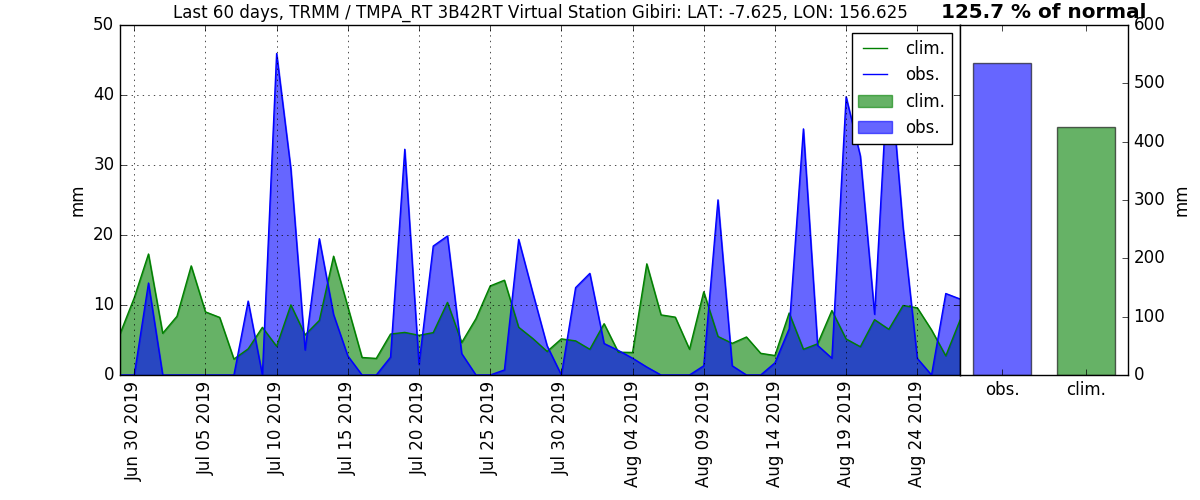 Last 60 days, TRMM / TMPA_RT 3B42RT Virtual Station Gibiri: LAT: -7.625, LON: 156.625
125.7 % of normal
50
40
30
20
10
0
mm
clim.
obs.
clim.
obs.
600
500
400
300
200
100
0
mm
Jun 30 2019
Jul 05 2019
Jul 10 2019
Jul 15 2019
Jul 20 2019
Jul 25 2019
Jul 30 2019
Aug 04 2019
Aug 09 2019
Aug 14 2019
Aug 19 2019
Aug 24 2019
obs.
clim.